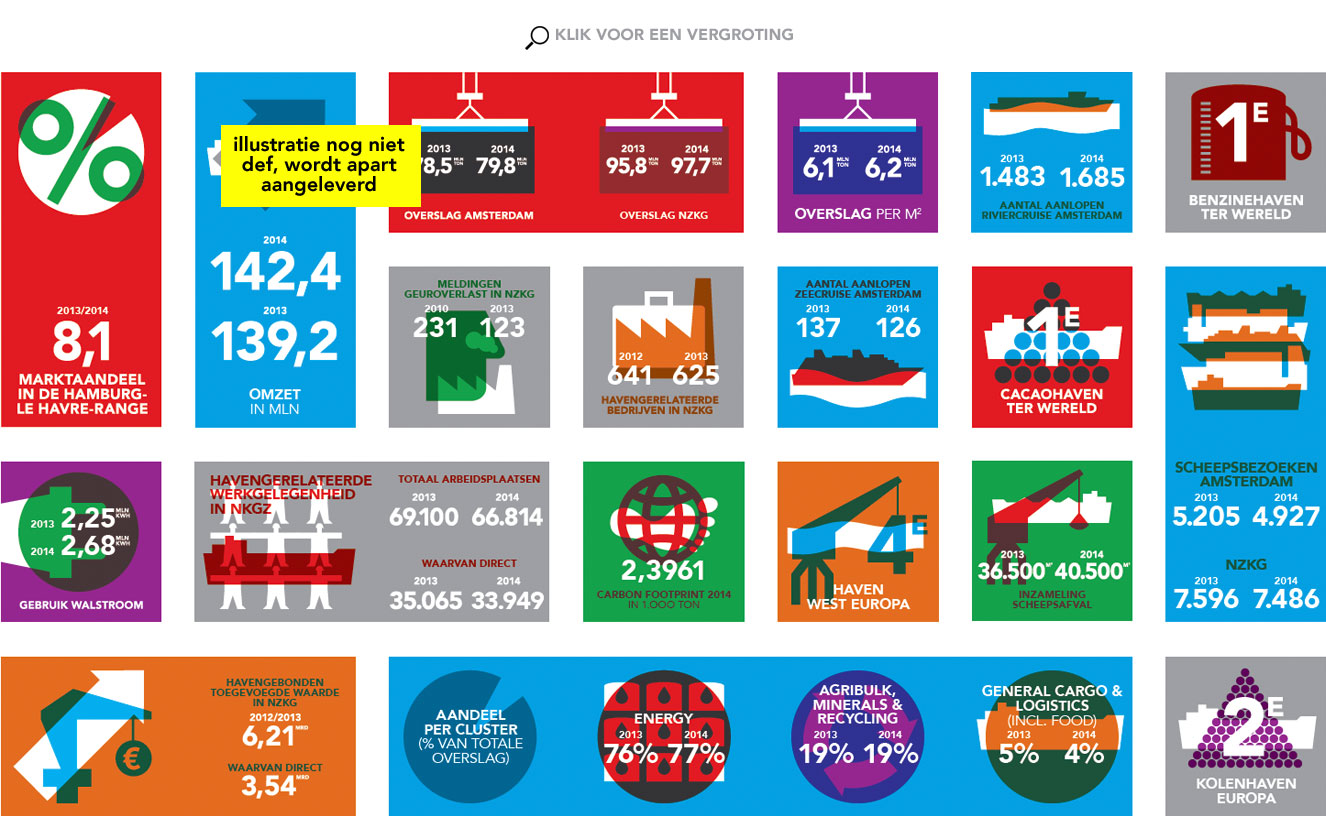 KLIK VOOR EEN VERGROTING
%
2013/2014
8,1
MARKTAANDEEL
IN DE HAMBURG-
LE HAVRE-RANGE
illustratie nog niet
def, wordt apart
aangeleverd
2014
142,4
2013
139,2
OMZET
IN MLN
2013 2014
8,5 MLN TON 79,8 MLN TON
OVERSLAG AMSTERDAM
2013 2014
95,8 MLN TON 97,7 MLN TON
OVERSLAG NZKG
2013 2014
6,1 MLN TON 6,2 MLN TON
OVERSLAG PER M²
2013 2014
1.483 1.685
AANTAL AANLOPEN
RIVIERCRUISE AMSTERDAM
1E
BENZINEHAVEN
TER WERELD
MELDINGEN
GEUROVERLAST IN NZKG
2010 2013
231 123
2012 2013
641 625
HAVENGERELATEERDE
BEDRIJVEN IN NZKG
AANTAL AANLOPEN
ZEECRUISE AMSTERDAM
2013 2014
137 126
1E
CACAOHAVEN
TER WERELD
SCHEEPSBEZOEKEN
AMSTERDAM
2013 2014
5.205 4.927
NZKG
2013 2014
7.596 7.486
2013 2,25 MLN KWH
2014 2,68 MLN KWH
GEBRUIK WALSTROOM
HAVENGERELATEERDE
WERKGELEGENHEID
IN NKGZ
TOTAAL ARBEIDSPLAATSEN
2013 2014
69.100 66.814
WAARVAN DIRECT
2013 2014
35.065 33.949
2,3961
CARBON FOOTPRINT 2014
IN 1.000 TON
4E
HAVEN
WEST EUROPA
2013 2014
36.500 M³ 40.500 M³
INZAMELING
SCHEEPSAFVAL
€
HAVENGEBONDEN
TOEGEVOEGDE WAARDE
IN NZKG
2012/2013
6,21 MRD
WAARVAN DIRECT
3,54 MRD
AANDEEL
PER CLUSTER
(% VAN TOTALE
OVERSLAG)
ENERGY
2013 2014
76% 77%
AGRIBULK,
MINERALS &
RECYCLING
2013 2014
19% 19%
GENERAL CARGO &
LOGISTICS
(INCL. FOOD)
2013 2014
5% 4%
2E
KOLENHAVEN
EUROPA